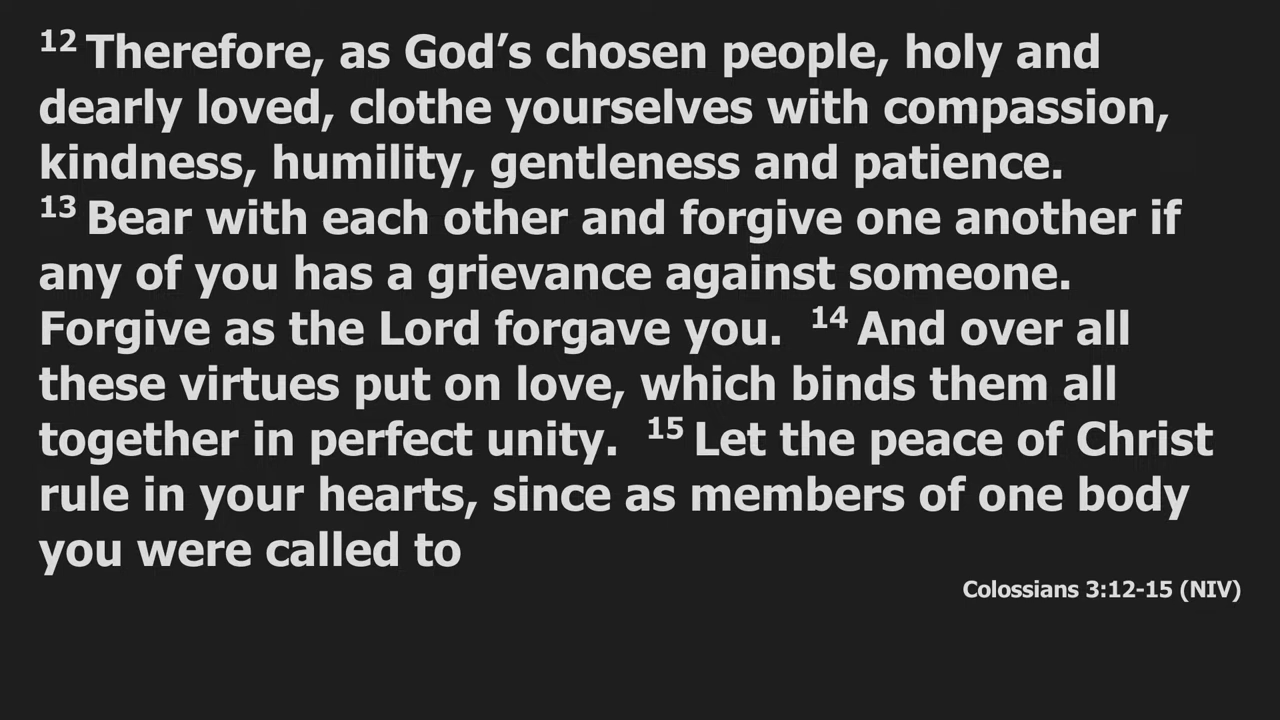 12 Therefore, as God’s chosen people, holy and
dearly loved, clothe yourselves with compassion,
kindness, humility, gentleness and patience.
13 Bear with each other and forgive one another if
any of you has a grievance against someone.
Forgive as the Lord forgave you. 14 And over all
these virtues put on love, which binds them all
together in perfect unity. 15 Let the peace of Christ
rule in your hearts, since as members of one body
you were called to
Colossians 3:12-15 (NIV)